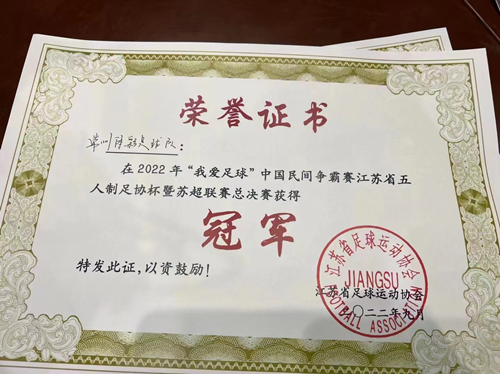 荣誉证书
常州
队:
在2022年“我爱足球”中国民间争霸赛江苏省五
人制足协杯暨苏超联赛总决赛获得
冠军
特发此证,以资鼓励!
江苏省足球运动协会
JIANGSU
FOOTBALL ASSOCIATION
江苏省足球运动协会
二〇二二年九月